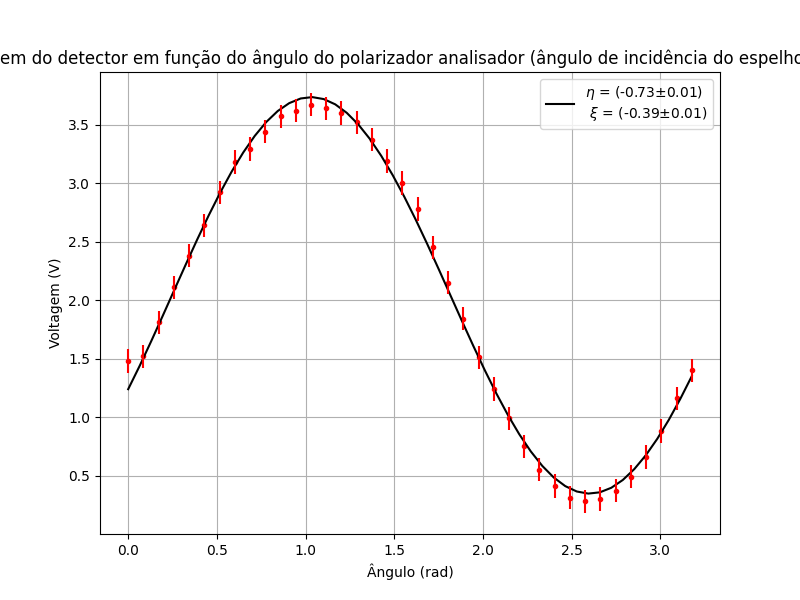 em do detector em função do ângulo do polarizador analisador (ângulo de incidência do espelho
η = (-0.73±0.01)
ξ = (-0.39±0.01)
3.5
3.0
2.5
2.0
1.5
1.0
0.5
Voltagem (V)
0.0 0.5 1.0 1.5 2.0 2.5 3.0
Ângulo (rad)